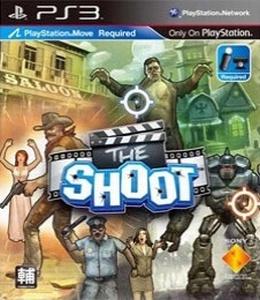 PS3
PlayStation®Network
PlayStation®Move Required
Only On PlayStation®
Required
SALOON
THE
SHOOT
SONY
輔